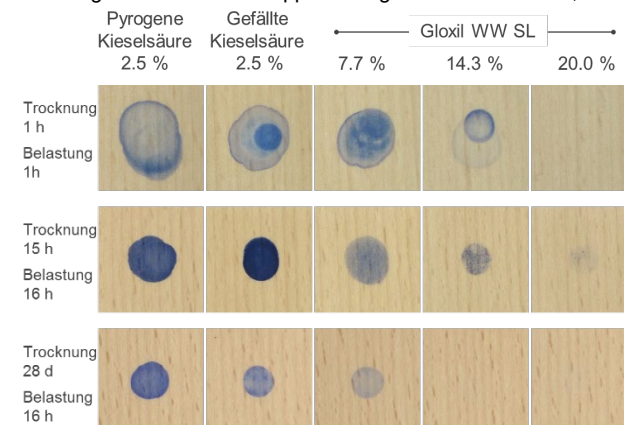 Pyrogene
Kieselsäure
2.5 %
Gefällte
Kieselsäure
2.5 %
Gloxil WW SL
7.7 %
14.3 %
20.0 %
Trocknung
1 h
Belastung
1h
Trocknung
15 h
Belastung
16 h
Trocknung
28 d
Belastung
16 h